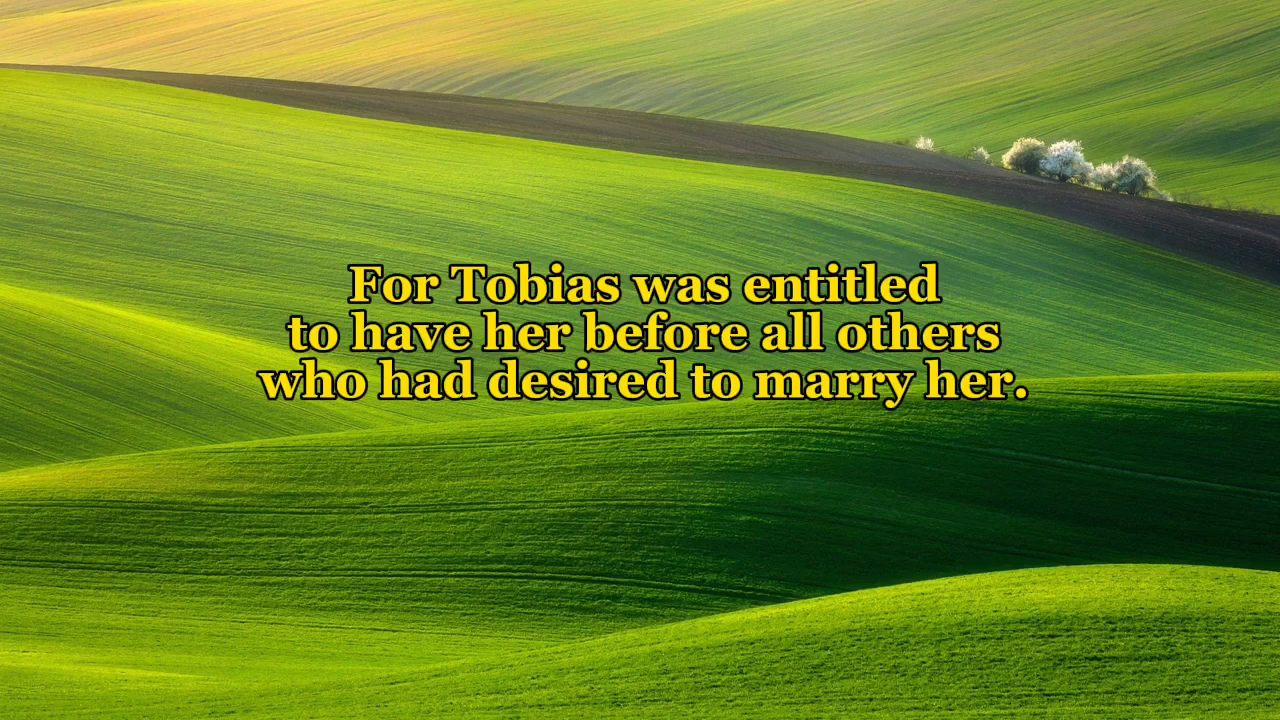 For Tobias was entitled
to have her before all others
who had desired to marry her.